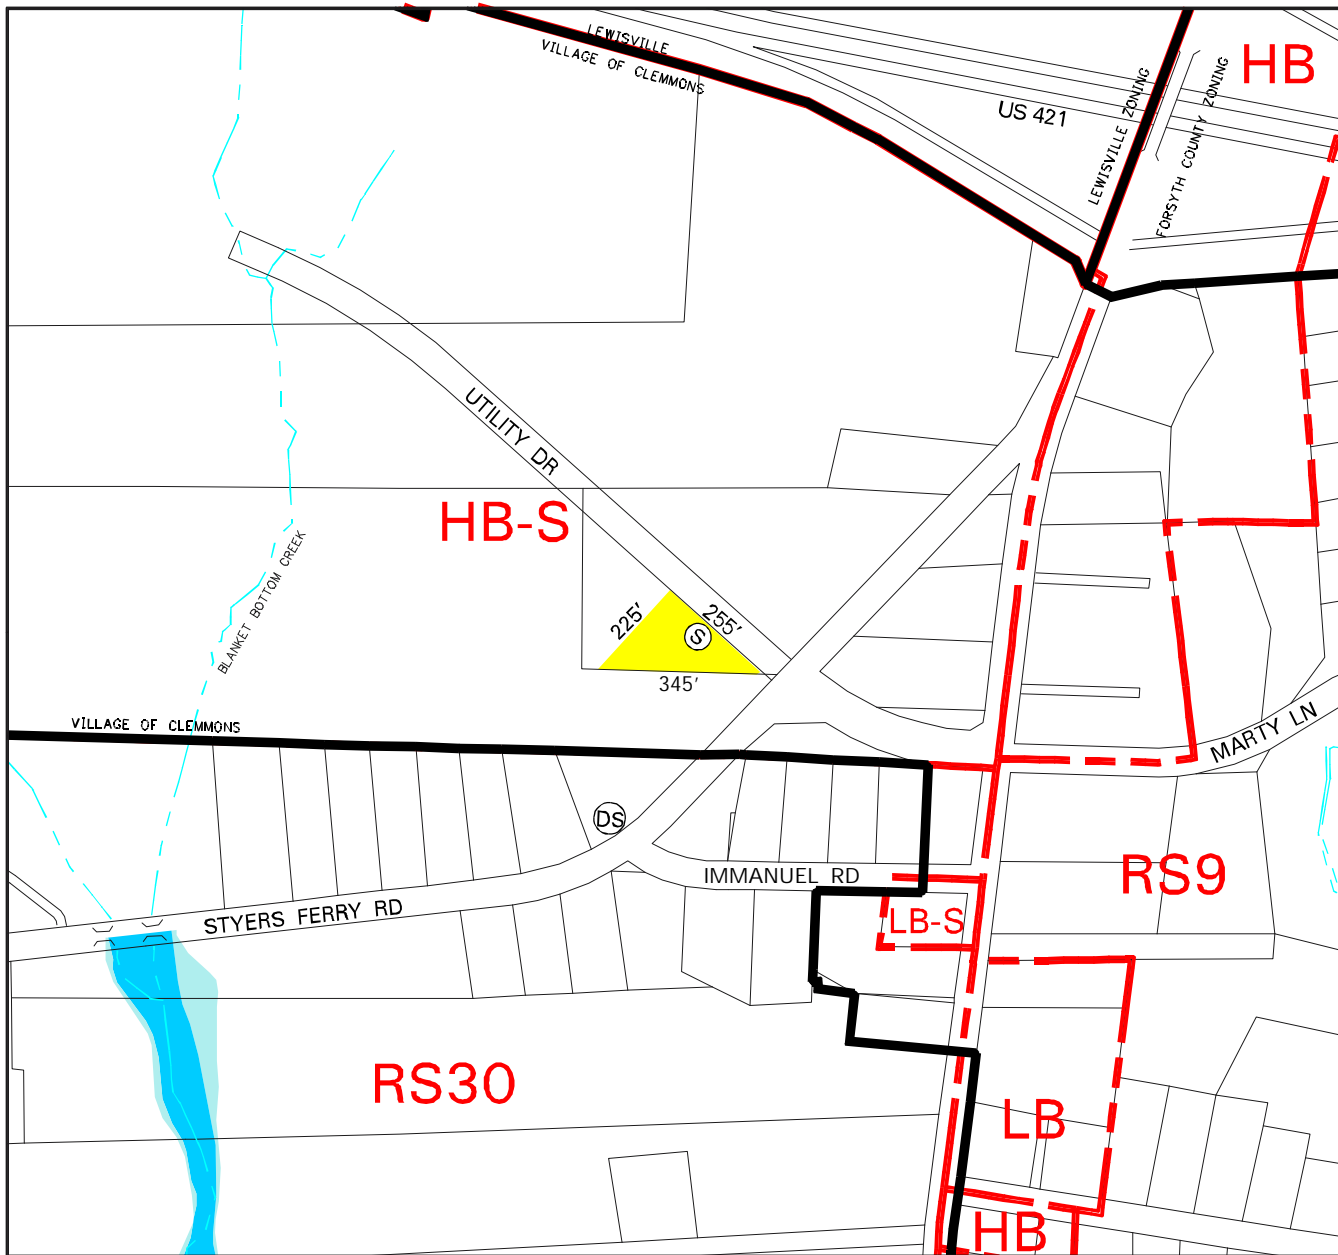 LEWISVILLE
VILLAGE OF CLEMMONS
HB
US 421
LEWISVILLE ZONING
FORSYTH COUNTY ZONING
UTILITY DR
HB-S
BLANKET BOTTOM CREEK
225'
255'
S
345'
VILLAGE OF CLEMMONS
MARTY LN
DS
IMMANUEL RD
RS9
STYERS FERRY RD
LB-S
RS30
LB
HB